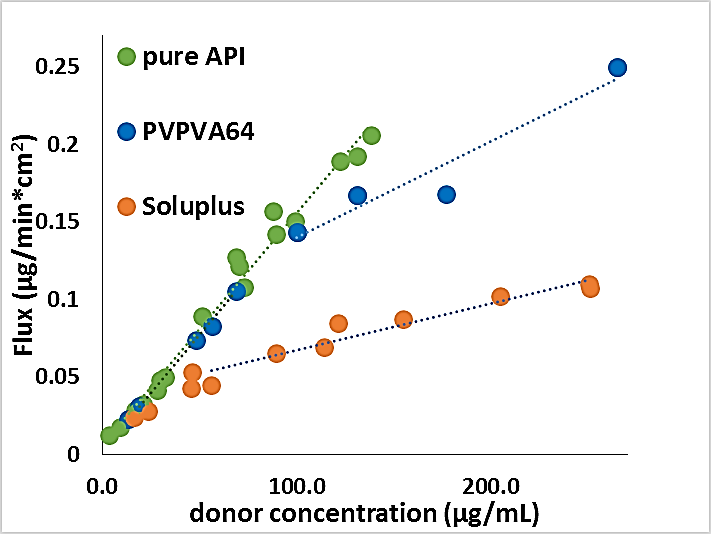 pure API
PVPVA64
Soluplus
Flux (µg/min*cm²)
0.25
0.2
0.15
0.1
0.05
0
0.0
100.0
200.0
donor concentration (µg/mL)